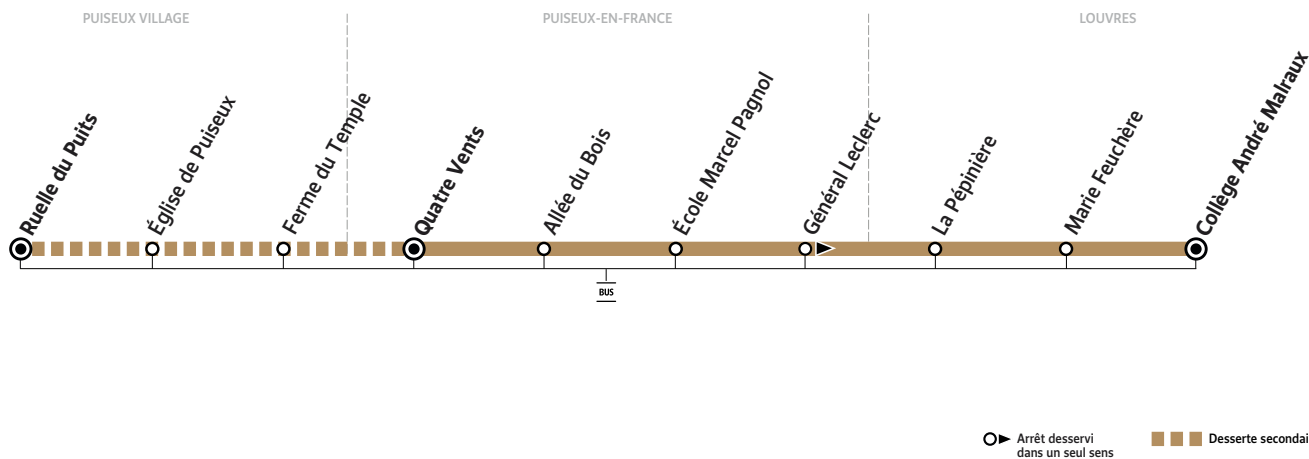 PUISEUX VILLAGE
PUISEUX-EN-FRANCE
LOUVRES
Ruelle du Puits
Église de Puiseux
Ferme du Temple
Quatre Vents
Allée du Bois
École Marcel Pagnol
Général Leclerc
La Pépinière
Marie Feuchère
Collège André Malraux
BUS
Arrêt desservi
dans un seul sens
Desserte secondai